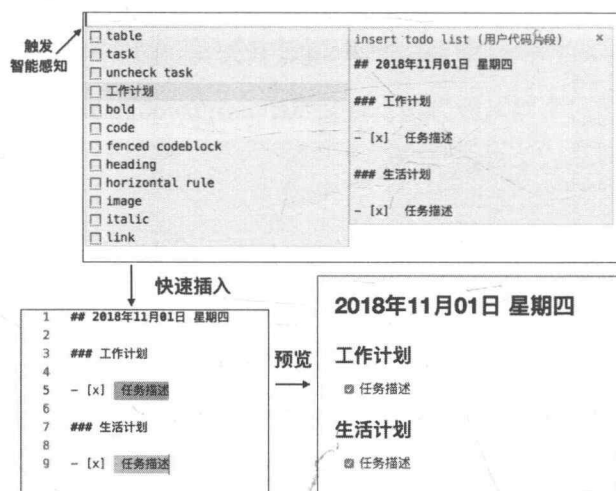 触发
智能感知
table
task
uncheck task
工作计划
bold
code
fenced codeblock
heading
horizontal rule
image
italic
link
insert todo list (用户代码片段) ×
## 2018年11月01日 星期四
### 工作计划
- [x] 任务描述
### 生活计划
- [x] 任务描述
快速插入
1 ## 2018年11月01日 星期四
2
3 ### 工作计划
4
5 - [x] 任务描述
6
7 ### 生活计划
8
9 - [x] 任务描述
预览
2018年11月01日 星期四
工作计划
任务描述
生活计划
任务描述